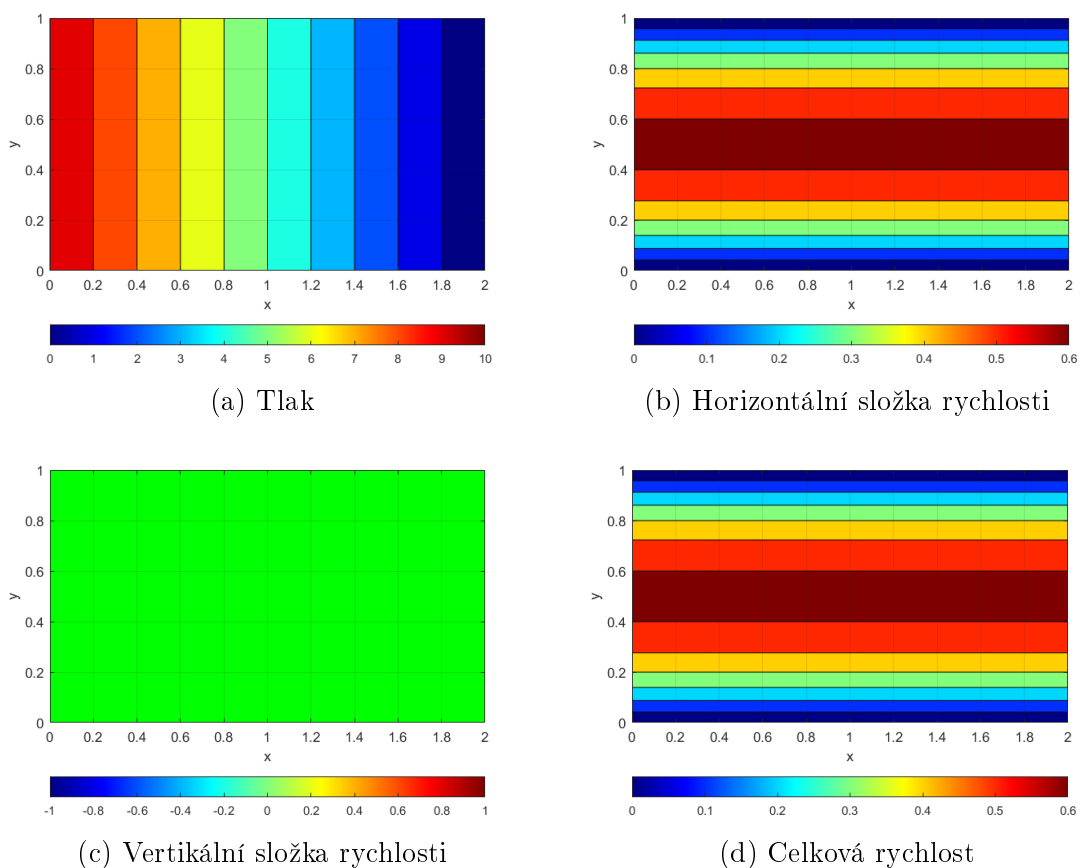 1
0.8
0.6
0.4
0.2
0
y
0 0.2 0.4 0.6 0.8 1 1.2 1.4 1.6 1.8 2
x
0 1 2 3 4 5 6 7 8 9 10
(a) Tlak
1
0.8
0.6
0.4
0.2
0
y
0 0.2 0.4 0.6 0.8 1 1.2 1.4 1.6 1.8 2
x
0 0.1 0.2 0.3 0.4 0.5 0.6
(b) Horizontální složka rychlosti
1
0.8
0.6
0.4
0.2
0
y
0 0.2 0.4 0.6 0.8 1 1.2 1.4 1.6 1.8 2
x
-1 -0.8 -0.6 -0.4 -0.2 0 0.2 0.4 0.6 0.8 1
(c) Vertikální složka rychlosti
1
0.8
0.6
0.4
0.2
0
y
0 0.2 0.4 0.6 0.8 1 1.2 1.4 1.6 1.8 2
x
0 0.1 0.2 0.3 0.4 0.5 0.6
(d) Celková rychlost